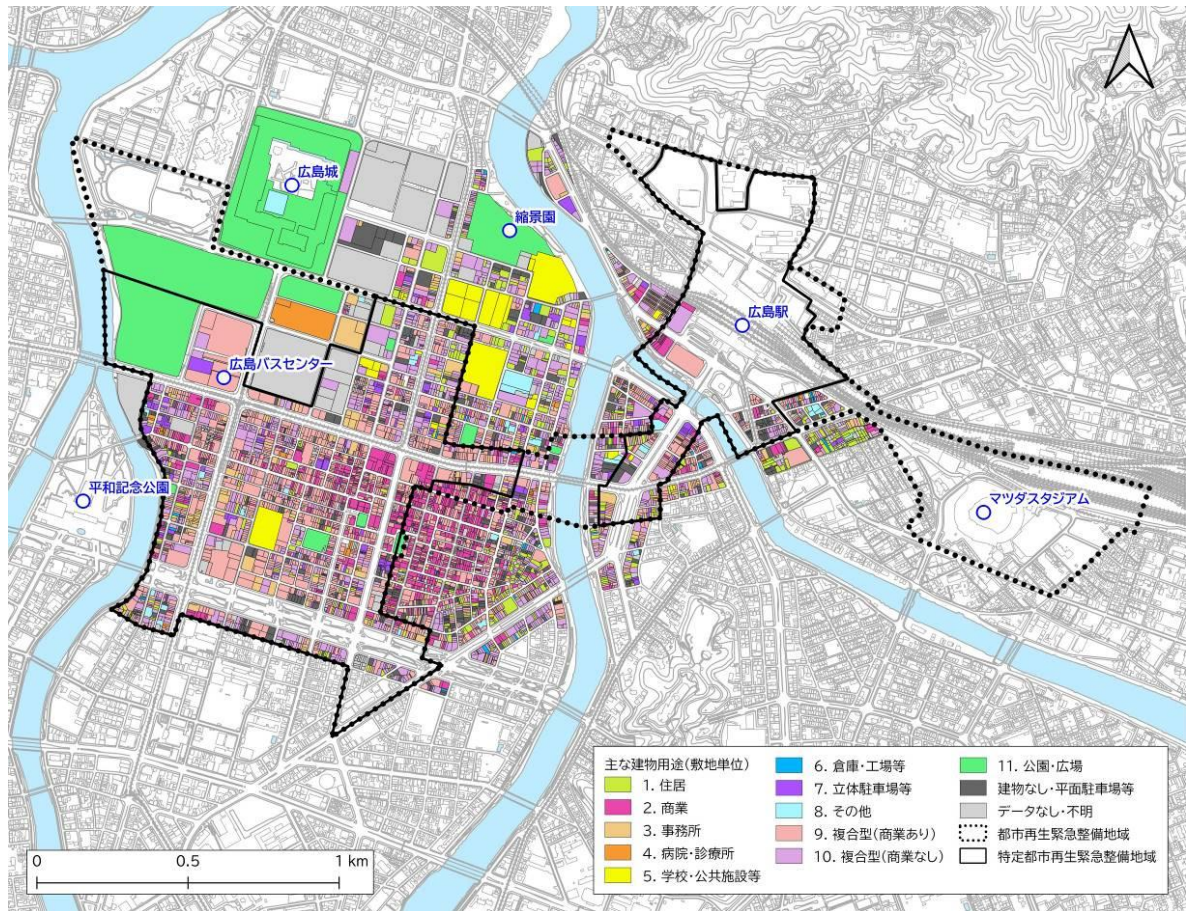 広島城
縮景園
広島駅
広島バスセンター
平和記念公園
マツダスタジアム
主な建物用途(敷地単位)
1. 住居
2. 商業
3. 事務所
4. 病院・診療所
5. 学校・公共施設等
6. 倉庫・工場等
7. 立体駐車場等
8. その他
9. 複合型(商業あり)
10. 複合型(商業なし)
11. 公園・広場
建物なし・平面駐車場等
データなし・不明
都市再生緊急整備地域
特定都市再生緊急整備地域
0 0.5 1 km